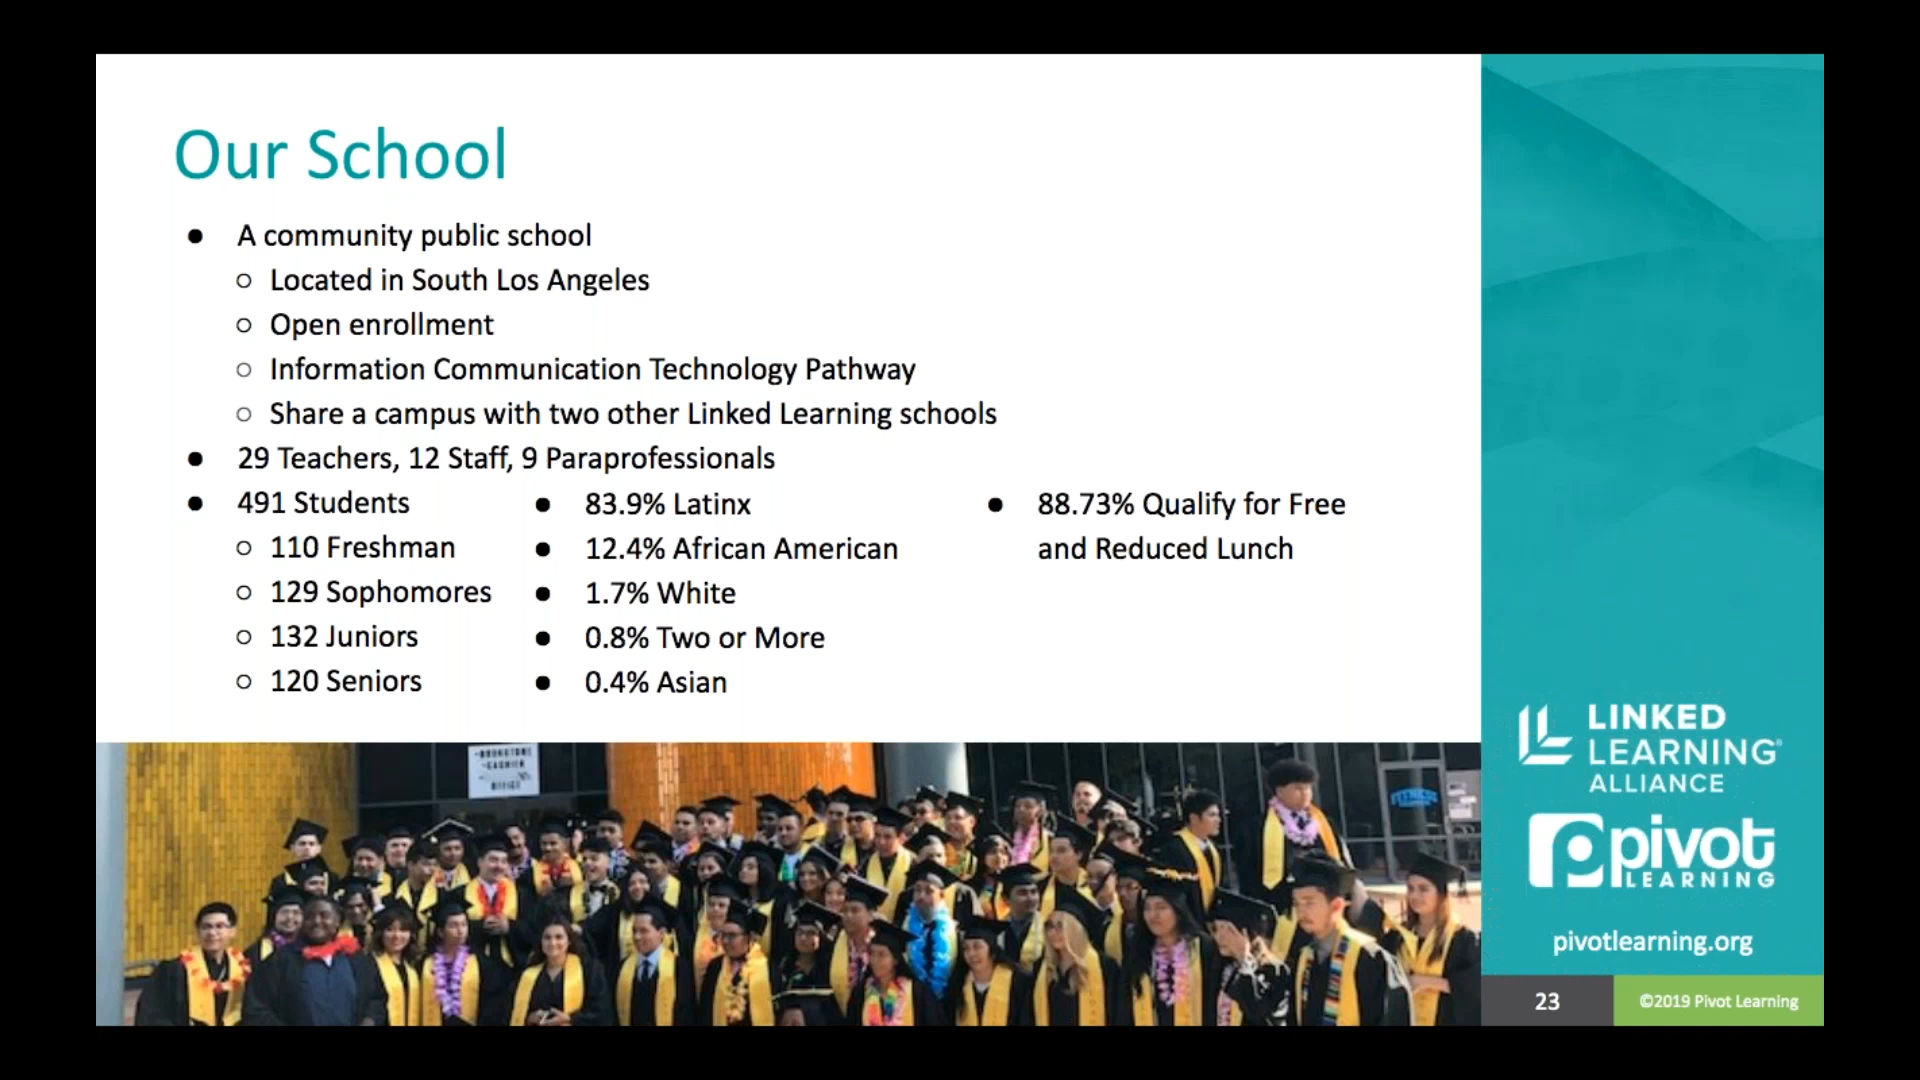 Our School
● A community public school
○ Located in South Los Angeles
○ Open enrollment
○ Information Communication Technology Pathway
○ Share a campus with two other Linked Learning schools
● 29 Teachers, 12 Staff, 9 Paraprofessionals
● 491 Students
○ 110 Freshman
○ 129 Sophomores
○ 132 Juniors
○ 120 Seniors
● 83.9% Latinx
● 12.4% African American
● 1.7% White
● 0.8% Two or More
● 0.4% Asian
● 88.73% Qualify for Free
and Reduced Lunch
LINKED
LEARNING®
ALLIANCE
pivot
LEARNING
pivotlearning.org
23
©2019 Pivot Learning
FITNESS
OFFICE